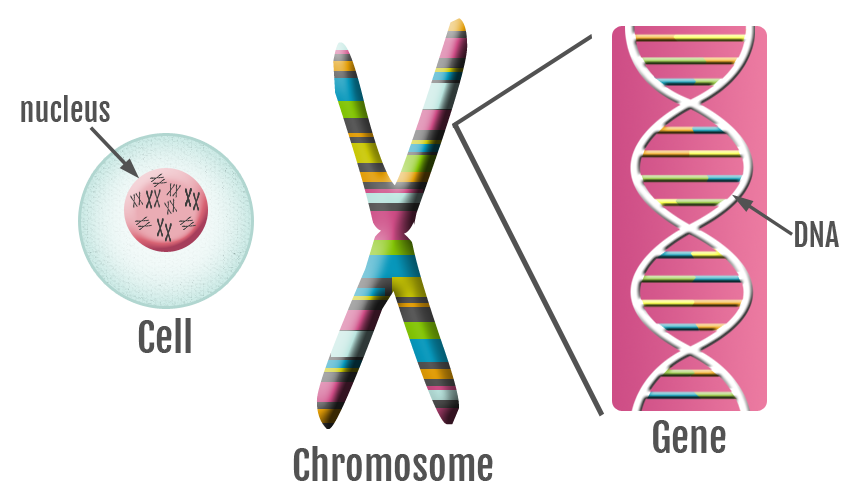 nucleus
Cell
Chromosome
DNA
Gene